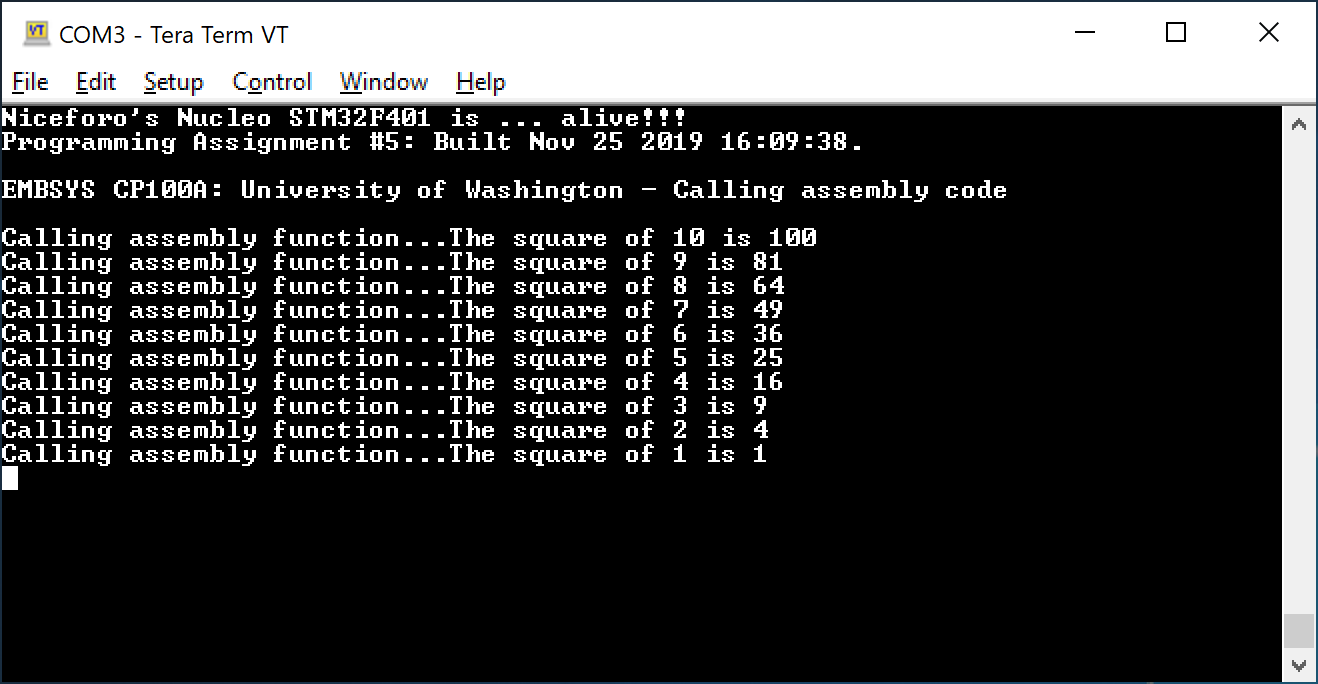 COM3 - Tera Term VT
File Edit Setup Control Window Help
Niceforo's Nucleo STM32F401 is ... alive!!!
Programming Assignment #5: Built Nov 25 2019 16:09:38.
EMBSYS CP100A: University of Washington - Calling assembly code
Calling assembly function...The square of 10 is 100
Calling assembly function...The square of 9 is 81
Calling assembly function...The square of 8 is 64
Calling assembly function...The square of 7 is 49
Calling assembly function...The square of 6 is 36
Calling assembly function...The square of 5 is 25
Calling assembly function...The square of 4 is 16
Calling assembly function...The square of 3 is 9
Calling assembly function...The square of 2 is 4
Calling assembly function...The square of 1 is 1